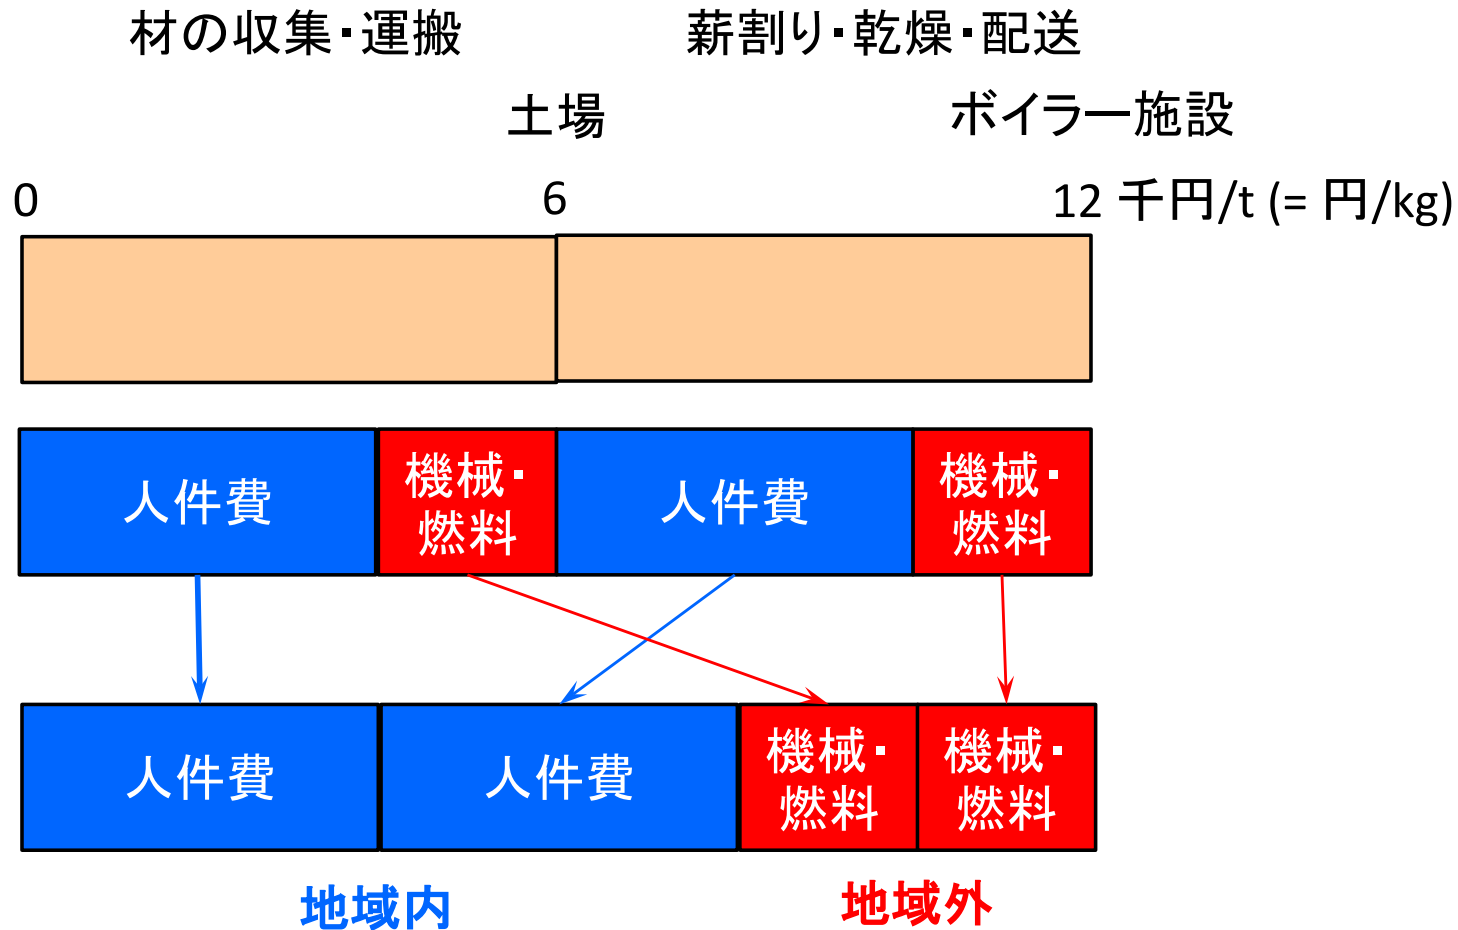 材の収集・運搬
薪割り・乾燥・配送
土場
ボイラー施設
0
6
12 千円/t (= 円/kg)
人件費
機械・
燃料
人件費
機械・
燃料
人件費
人件費
機械・
燃料
機械・
燃料
地域内
地域外